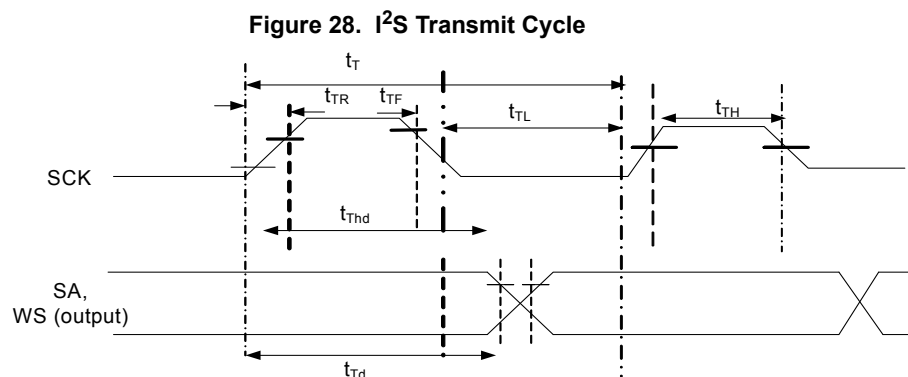 Figure 28. I²S Transmit Cycle
tT
tTR
tTF
tTL
tTH
SCK
tThd
SA,
WS (output)
tTd